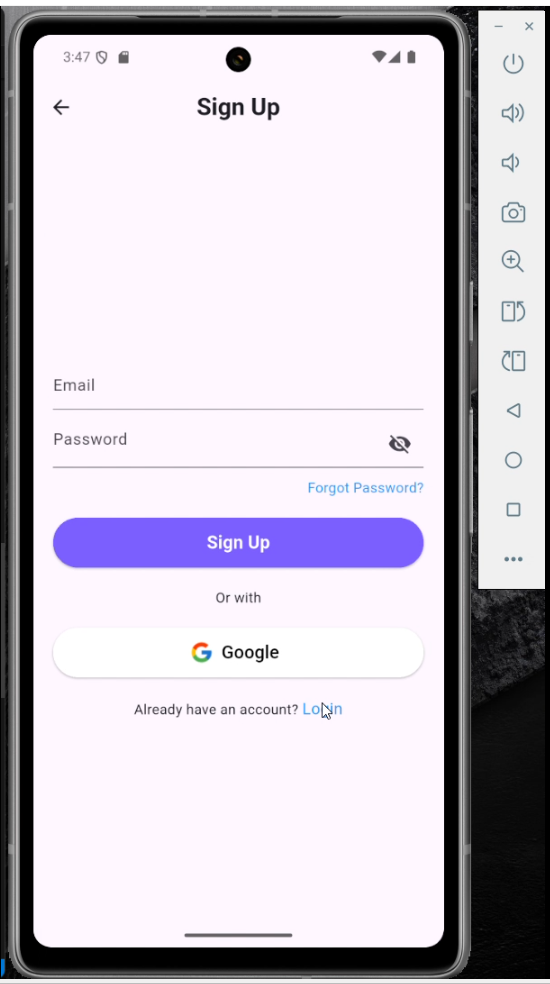 3:47
Sign Up
Email
Password
Forgot Password?
Sign Up
Or with
Google
Already have an account? Login